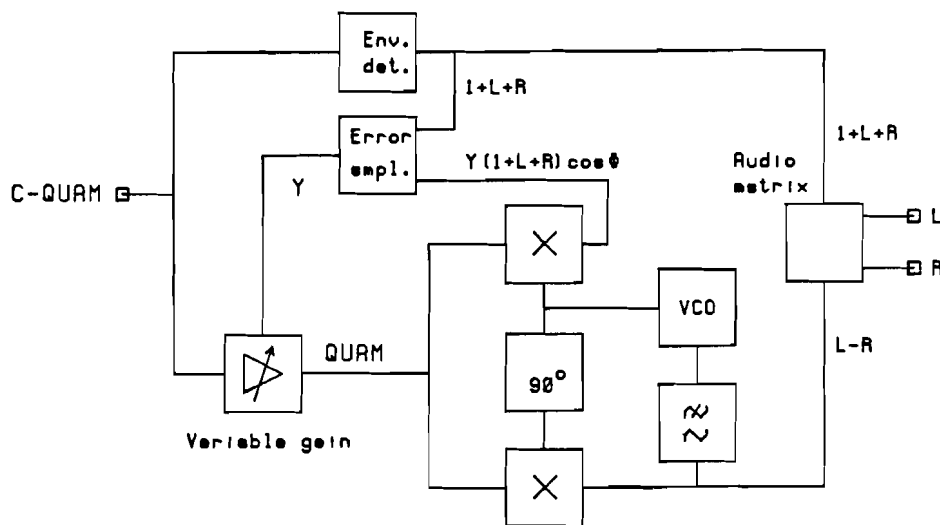 Env.
det.
1+L+R
Error
ampl.
Y(1+L+R)cosΦ
1+L+R
Audio
matrix
Y
C-QUAM
L
R
VCO
QUAM
L-R
90°
Variable gain